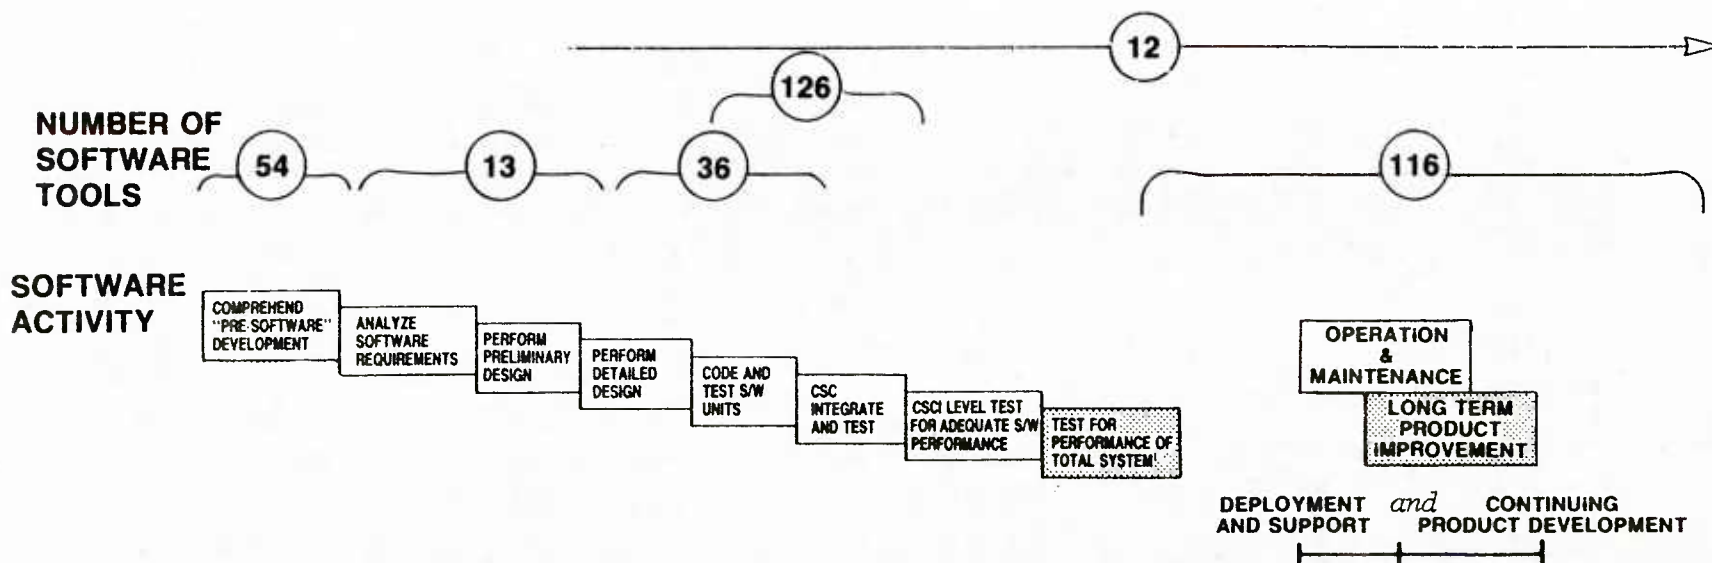 12
126
NUMBER OF
SOFTWARE
TOOLS
54
13
36
116
SOFTWARE
ACTIVITY
COMPREHEND
"PRE-SOFTWARE"
DEVELOPMENT
ANALYZE
SOFTWARE
REQUIREMENTS
PERFORM
PRELIMINARY
DESIGN
PERFORM
DETAILED
DESIGN
CODE AND
TEST S/W
UNITS
CSC
INTEGRATE
AND TEST
CSCI LEVEL TEST
FOR ADEQUATE S/W
PERFORMANCE
TEST FOR
PERFORMANCE OF
TOTAL SYSTEM
OPERATION
&
MAINTENANCE
LONG TERM
PRODUCT
IMPROVEMENT
DEPLOYMENT and CONTINUING
AND SUPPORT PRODUCT DEVELOPMENT